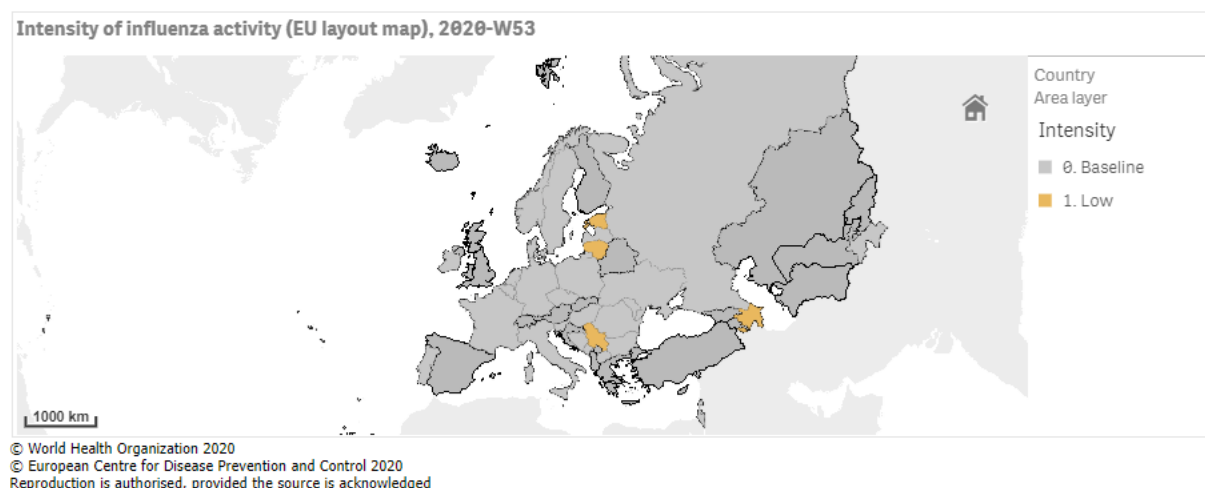 Intensity of influenza activity (EU layout map), 2020-W53
Country
Area layer
Intensity
0. Baseline
1. Low
1000 km
© World Health Organization 2020
© European Centre for Disease Prevention and Control 2020
Reproduction is authorised, provided the source is acknowledged